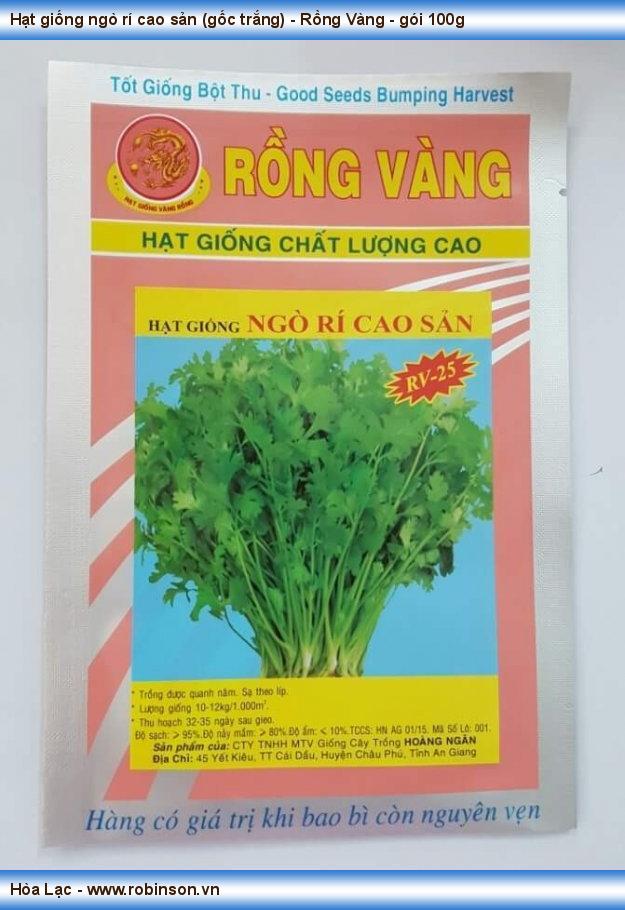 Hạt giống ngò rí cao sản (gốc trắng) - Rồng Vàng - gói 100g
Tốt Giống Bột Thu - Good Seeds Bumping Harvest
HẠT GIỐNG VÀNG RỒNG
RỒNG VÀNG
HẠT GIỐNG CHẤT LƯỢNG CAO
HẠT GIỐNG NGÒ RÍ CAO SẢN
RV-25
* Trồng được quanh năm. Sạ theo líp.
* Lượng giống 10-12kg/1.000m².
* Thu hoạch 32-35 ngày sau gieo.
Độ sạch: > 95%.Độ nảy mầm: > 80%.Độ ẩm: < 10%.TCCS: HN AG 01/15. Mã Số Lô: 001.
Sản phẩm của: CTY TNHH MTV Giống Cây Trồng HOÀNG NGÂN
Địa Chỉ: 45 Yết Kiêu, TT Cái Dầu, Huyện Châu Phú, Tỉnh An Giang
Hàng có giá trị khi bao bì còn nguyên vẹn
Hòa Lạc - www.robinson.vn